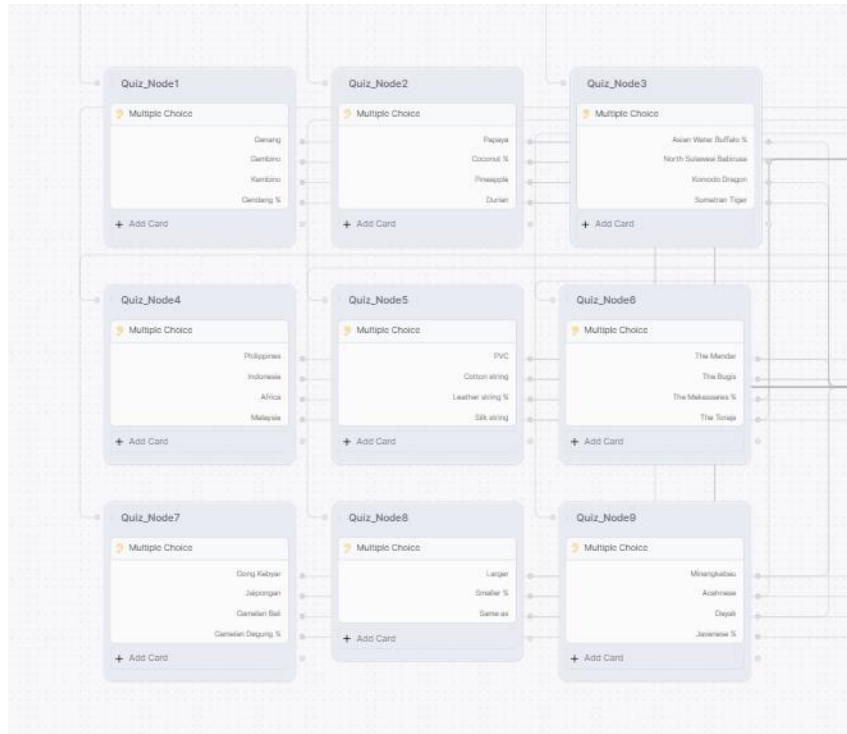 Quiz_Node1
Multiple Choice
Genang
Gambino
Kambino
Gendang %
+ Add Card
Quiz_Node2
Multiple Choice
Papaya
Coconut %
Pineapple
Durian
+ Add Card
Quiz_Node3
Multiple Choice
Asian Water Buffalo %
North Sulawesi Babirusa
Komodo Dragon
Sumatran Tiger
+ Add Card
Quiz_Node4
Multiple Choice
Philippines
Indonesia
Africa
Malaysia
+ Add Card
Quiz_Node5
Multiple Choice
PVC
Cotton string
Leather string %
Silk string
+ Add Card
Quiz_Node6
Multiple Choice
The Mandar
The Bugis
The Makassares %
The Toraja
+ Add Card
Quiz_Node7
Multiple Choice
Gong Kebyar
Jaipongan
Gamelan Bali
Gamelan Degung %
+ Add Card
Quiz_Node8
Multiple Choice
Larger
Smaller %
Same as
+ Add Card
Quiz_Node9
Multiple Choice
Minangkabau
Acehnese
Dayak
Javanese %
+ Add Card